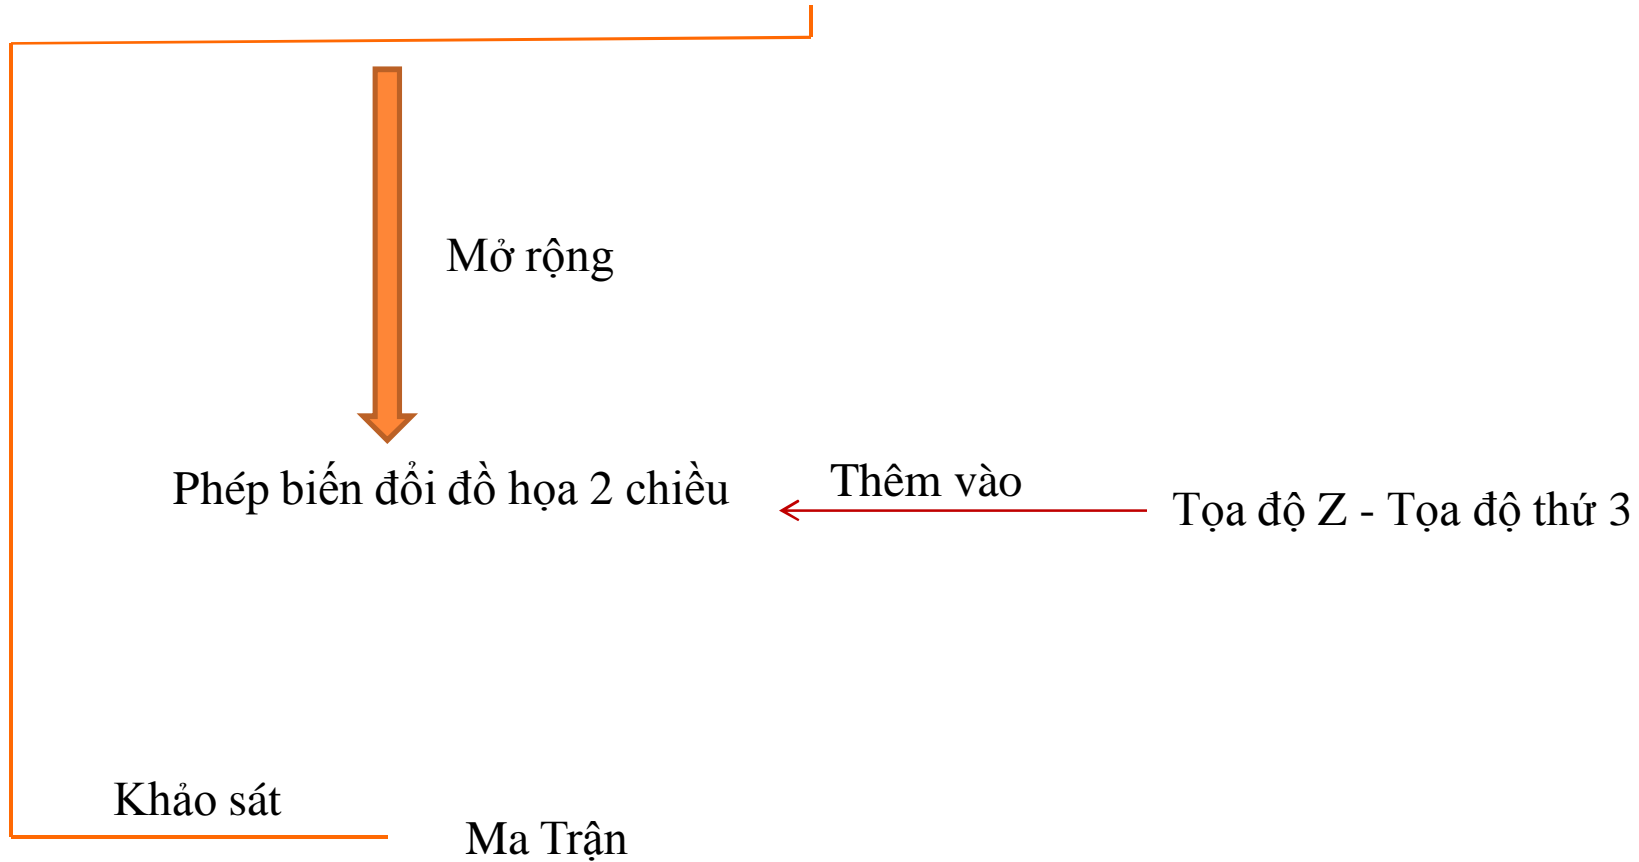 Mở rộng
Phép biến đổi đồ họa 2 chiều
Thêm vào
Tọa độ Z - Tọa độ thứ 3
Khảo sát
Ma Trận